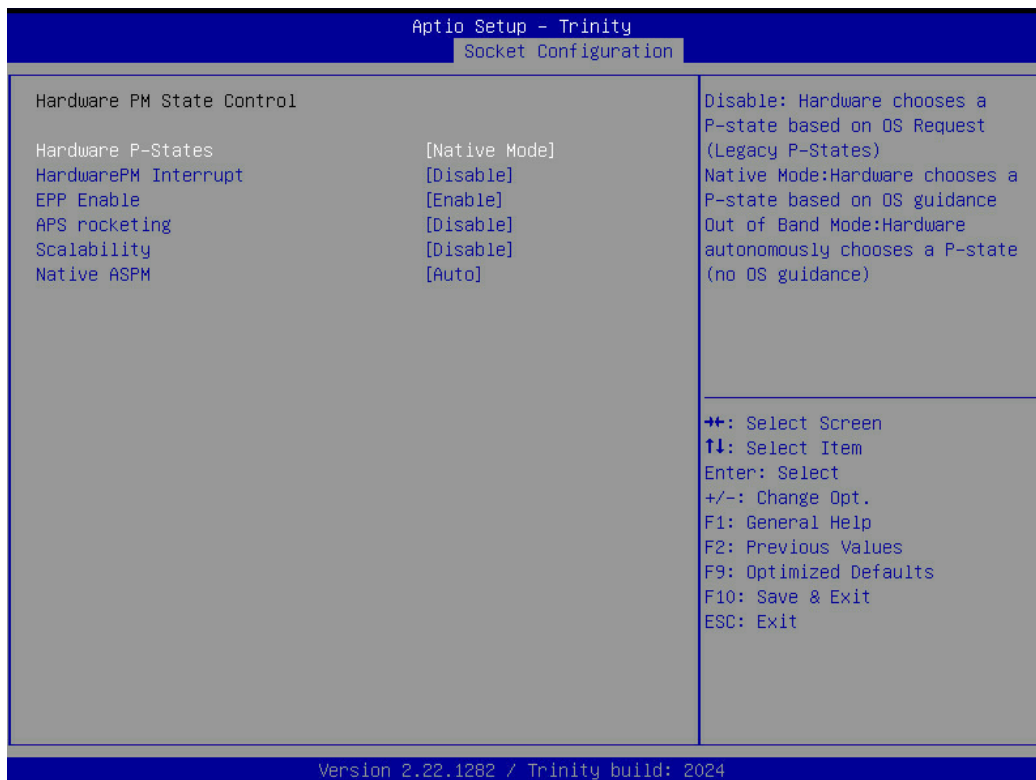 Aptio Setup – Trinity
Socket Configuration
Hardware PM State Control
Hardware P-States [Native Mode]
HardwarePM Interrupt [Disable]
EPP Enable [Enable]
APS rocketing [Disable]
Scalability [Disable]
Native ASPM [Auto]
Disable: Hardware chooses a
P-state based on OS Request
(Legacy P-States)
Native Mode:Hardware chooses a
P-state based on OS guidance
Out of Band Mode:Hardware
autonomously chooses a P-state
(no OS guidance)
→←: Select Screen
↑↓: Select Item
Enter: Select
+/-: Change Opt.
F1: General Help
F2: Previous Values
F9: Optimized Defaults
F10: Save & Exit
ESC: Exit
Version 2.22.1282 / Trinity build: 2024